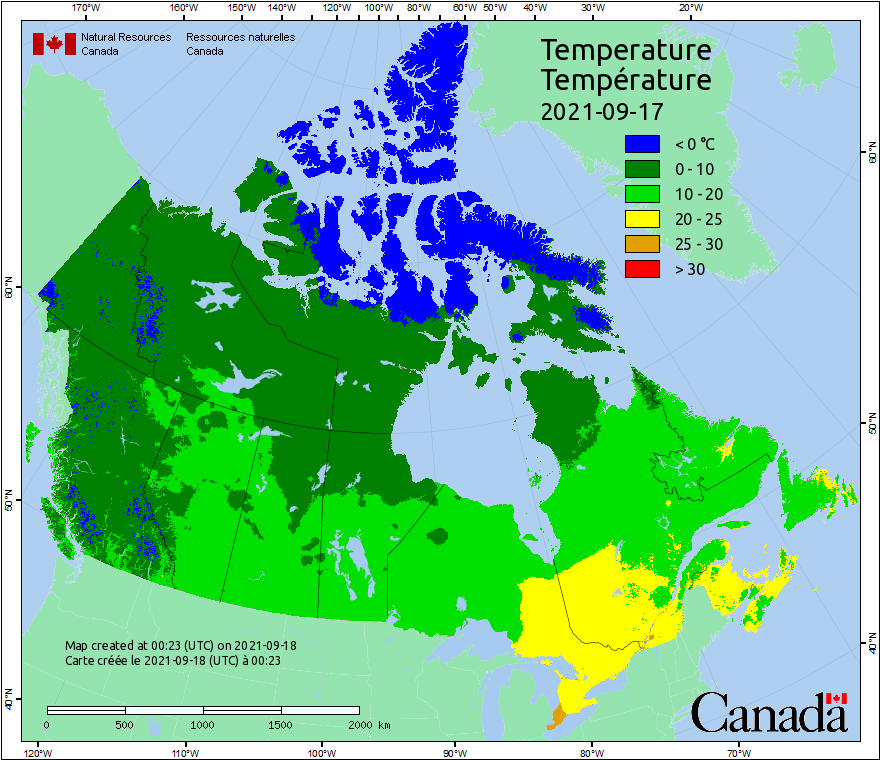 170°W 160°W 150°W 140°W 130°W 120°W 110°W 100°W 90°W 80°W 70°W 60°W 50°W 40°W 30°W 20°W
Natural Resources Canada
Ressources naturelles Canada
Temperature
Température
2021-09-17
< 0 °C
0 - 10
10 - 20
20 - 25
25 - 30
> 30
60°N
60°N
50°N
50°N
40°N
40°N
Map created at 00:23 (UTC) on 2021-09-18
Carte créée le 2021-09-18 (UTC) à 00:23
0 500 1000 1500 2000 km
Canada
120°W 110°W 100°W 90°W 80°W 70°W